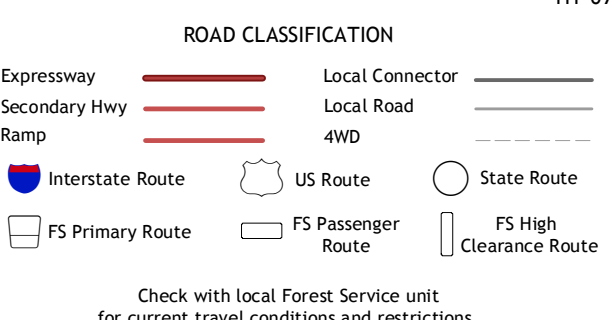 ROAD CLASSIFICATION
Expressway
Local Connector
Secondary Hwy
Local Road
Ramp
4WD
Interstate Route
US Route
State Route
FS Primary Route
FS Passenger
Route
FS High
Clearance Route
Check with local Forest Service unit
for current travel conditions and restrictions